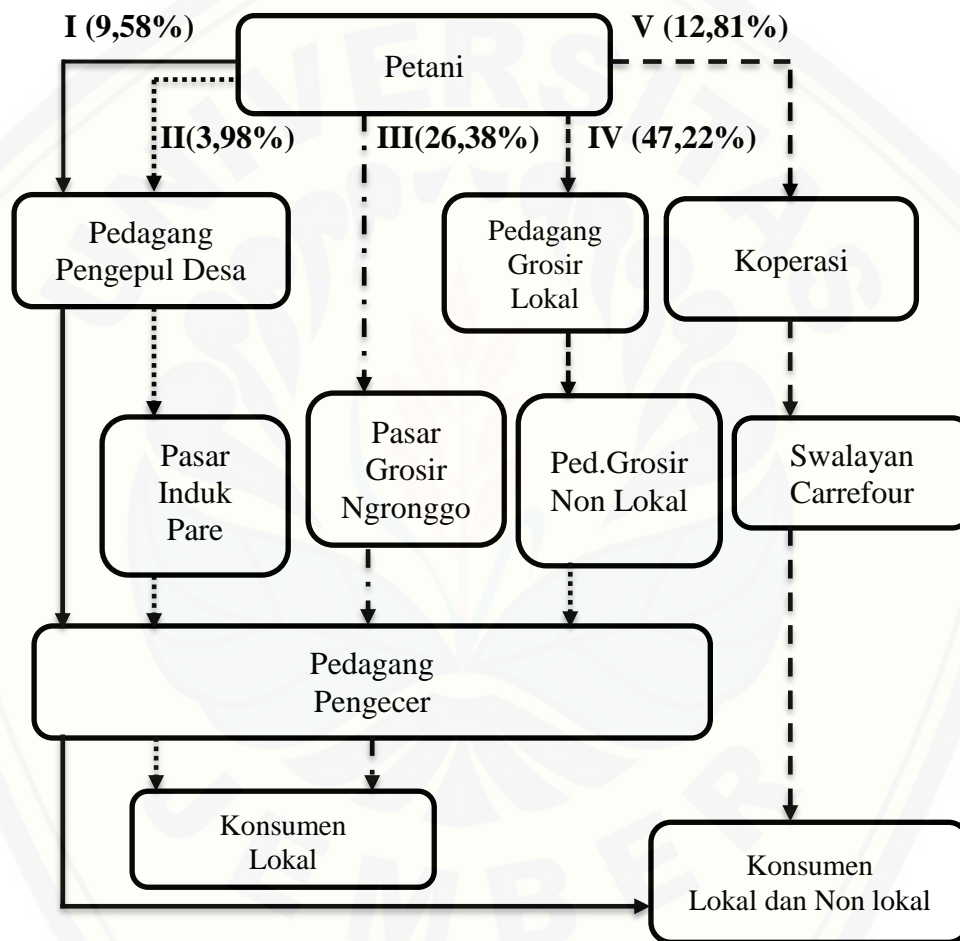 I (9,58%)
V (12,81%)
Petani
II(3,98%)
III(26,38%)
IV (47,22%)
Pedagang
Pengepul Desa
Pedagang
Grosir
Lokal
Koperasi
Pasar
Induk
Pare
Pasar
Grosir
Ngronggo
Ped.Grosir
Non Lokal
Swalayan
Carrefour
Pedagang
Pengecer
Konsumen
Lokal
Konsumen
Lokal dan Non lokal
UNIVERSITAS
JEMBER